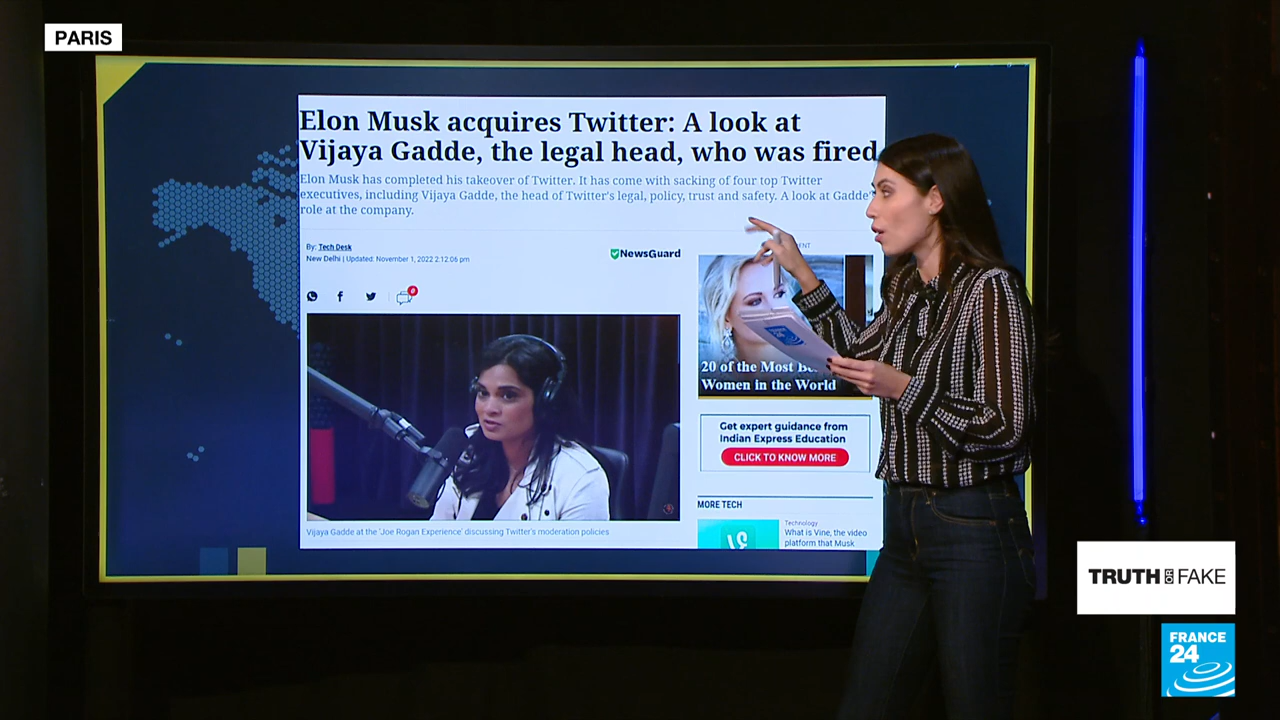 PARIS
Elon Musk acquires Twitter: A look at
Vijaya Gadde, the legal head, who was fired
Elon Musk has completed his takeover of Twitter. It has come with sacking of four top Twitter
executives, including Vijaya Gadde, the head of Twitter's legal, policy, trust and safety. A look at Gadde's
role at the company.
By: Tech Desk
New Delhi | Updated: November 1, 2022 2:12:06 pm
NewsGuard
0
20 of the Most
Women in the World
Get expert guidance from
Indian Express Education
CLICK TO KNOW MORE
Vijaya Gadde at the 'Joe Rogan Experience' discussing Twitter's moderation policies
MORE TECH
Technology
What is Vine, the video
platform that Musk
TRUTH OR FAKE
FRANCE
24